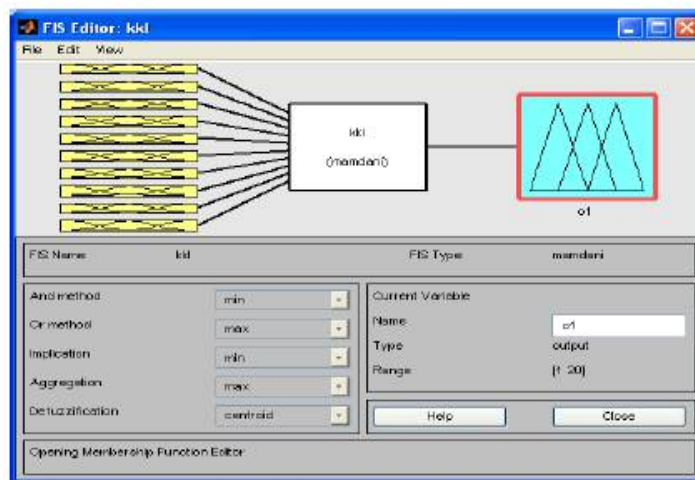 FIS Editor: kkl
File Edit View
kkl
(mamdani)
o1
FIS Name kkl FIS Type mamdani
And method min
Or method max
Implication min
Aggregation max
Defuzzification centroid
Current Variable
Name o1
Type output
Range [1 20]
Help Close
Opening Membership Function Editor